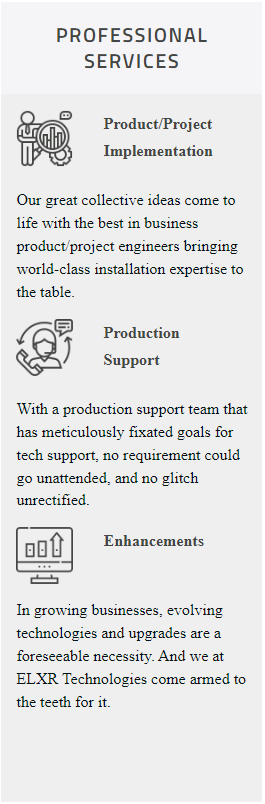 PROFESSIONAL
SERVICES
Product/Project
Implementation
Our great collective ideas come to
life with the best in business
product/project engineers bringing
world-class installation expertise to
the table.
Production
Support
With a production support team that
has meticulously fixated goals for
tech support, no requirement could
go unattended, and no glitch
unrectified.
Enhancements
In growing businesses, evolving
technologies and upgrades are a
foreseeable necessity. And we at
ELXR Technologies come armed to
the teeth for it.